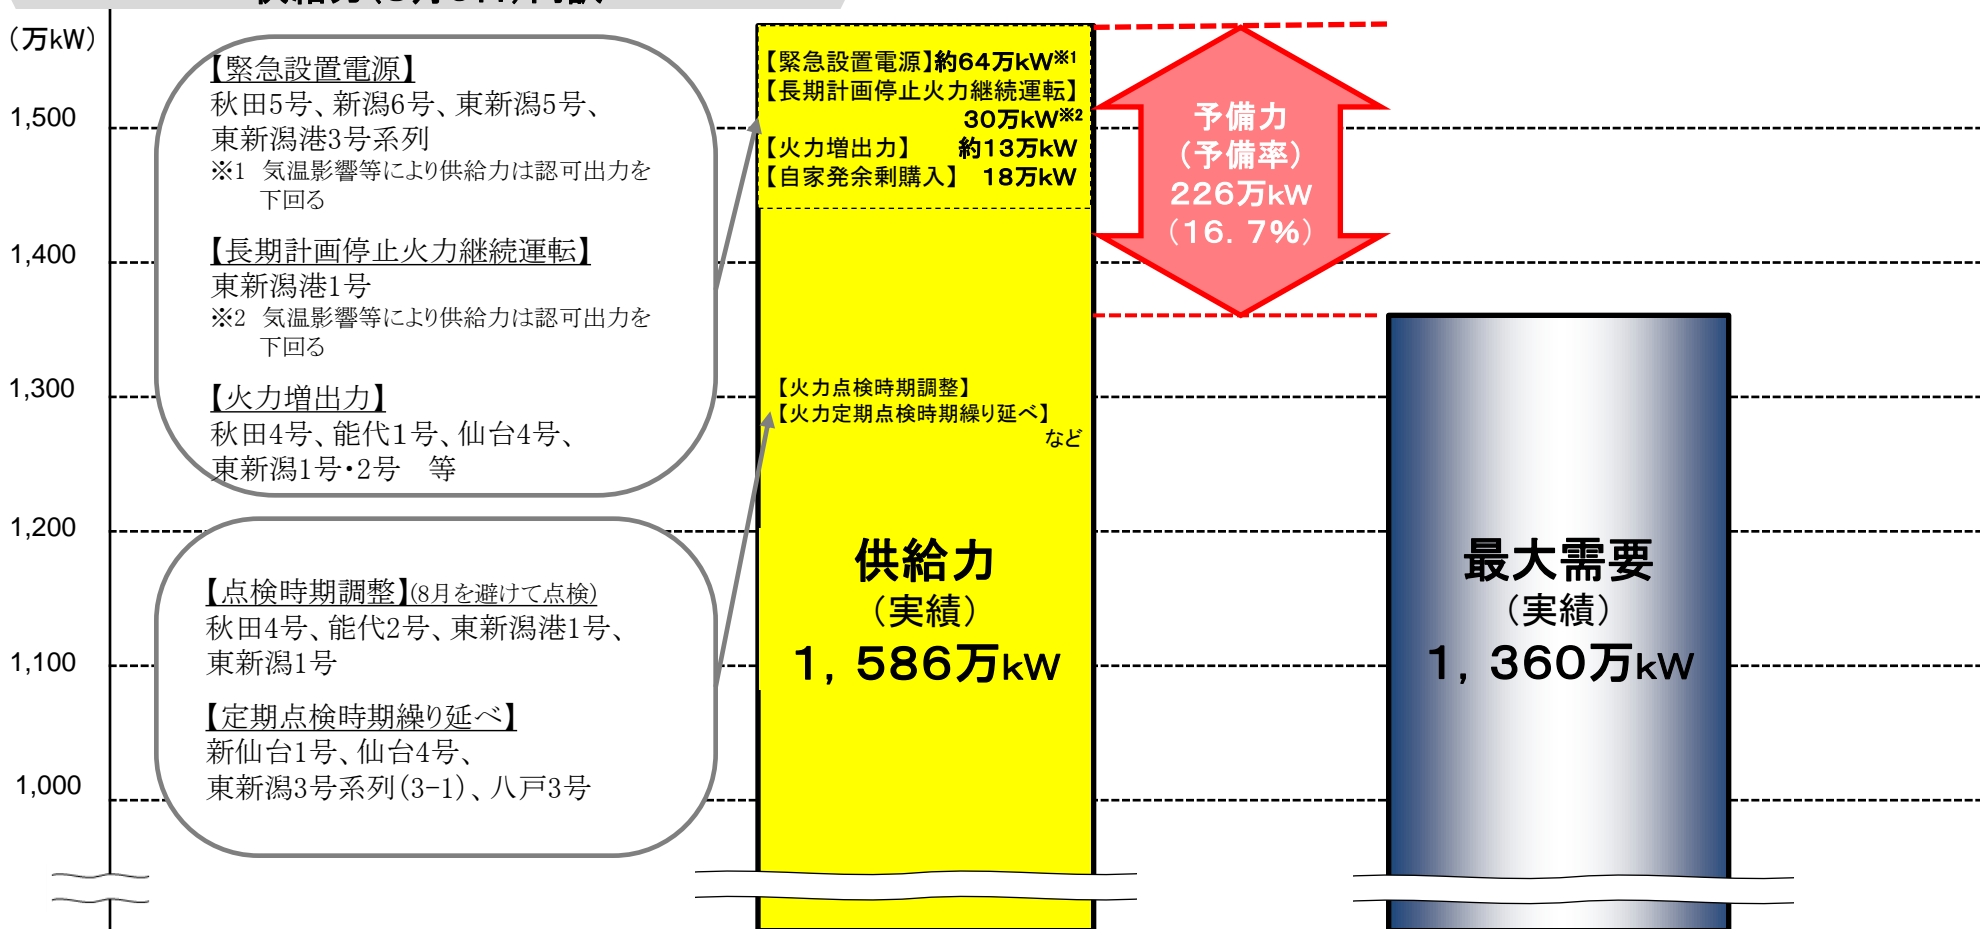 (万kW)
1,500
1,400
1,300
1,200
1,100
1,000
【緊急設置電源】
秋田5号、新潟6号、東新潟5号、
東新潟港3号系列
※1 気温影響等により供給力は認可出力を
下回る
【長期計画停止火力継続運転】
東新潟港1号
※2 気温影響等により供給力は認可出力を
下回る
【火力増出力】
秋田4号、能代1号、仙台4号、
東新潟1号・2号 等
【点検時期調整】(8月を避けて点検)
秋田4号、能代2号、東新潟港1号、
東新潟1号
【定期点検時期繰り延べ】
新仙台1号、仙台4号、
東新潟3号系列(3-1)、八戸3号
【緊急設置電源】約64万kW※1
【長期計画停止火力継続運転】
30万kW※2
【火力増出力】 約13万kW
【自家発余剰購入】 18万kW
【火力点検時期調整】
【火力定期点検時期繰り延べ】
など
供給力
(実績)
1,586万kW
予備力
(予備率)
226万kW
(16.7%)
最大需要
(実績)
1,360万kW